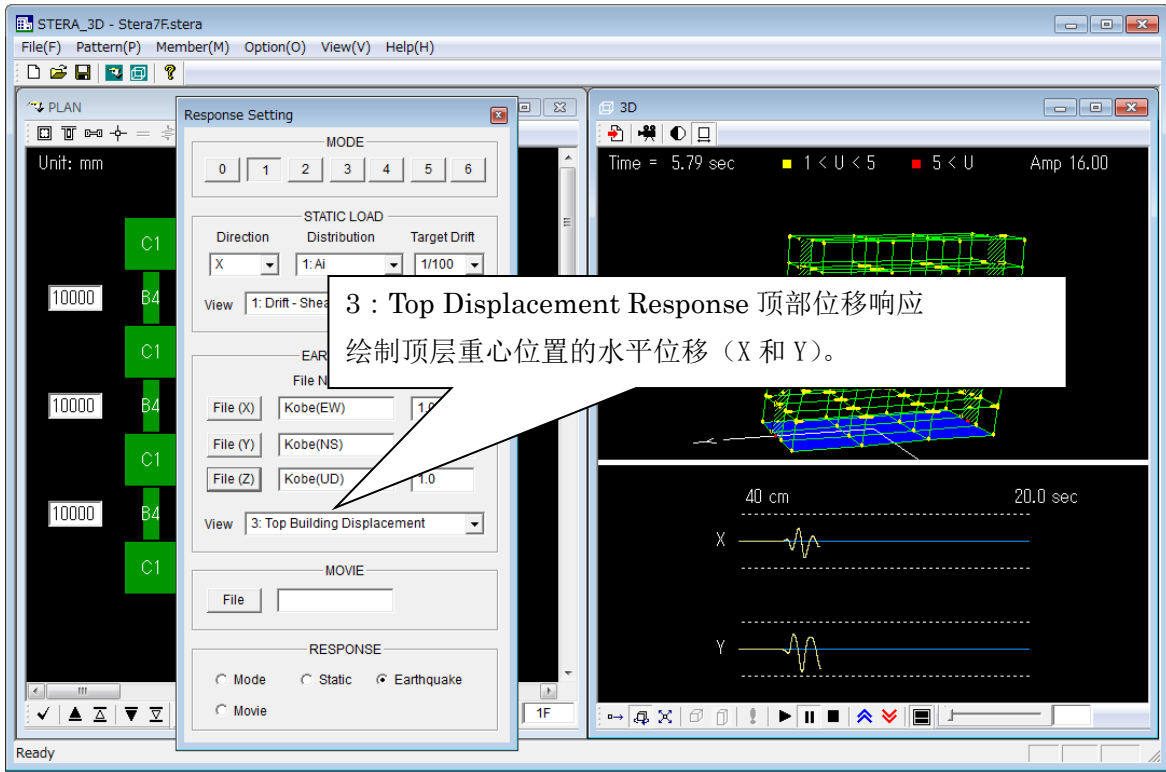 STERA_3D - Stera7F.stera
File(F) Pattern(P) Member(M) Option(O) View(V) Help(H)
PLAN
Unit: mm
C1
10000 B4
C1
10000 B4
C1
10000 B4
C1
1F
Response Setting
MODE
0 1 2 3 4 5 6
STATIC LOAD
Direction Distribution Target Drift
X 1: Ai 1/100
View 1: Drift - Shea
EAR
File N
File (X) Kobe(EW) 1.0
File (Y) Kobe(NS)
File (Z) Kobe(UD) 1.0
View 3: Top Building Displacement
MOVIE
File
RESPONSE
Mode Static Earthquake
Movie
3：Top Displacement Response 顶部位移响应
绘制顶层重心位置的水平位移（X 和 Y）。
3D
Time = 5.79 sec 1 < U < 5 5 < U Amp 16.00
40 cm 20.0 sec
X
Y
Ready